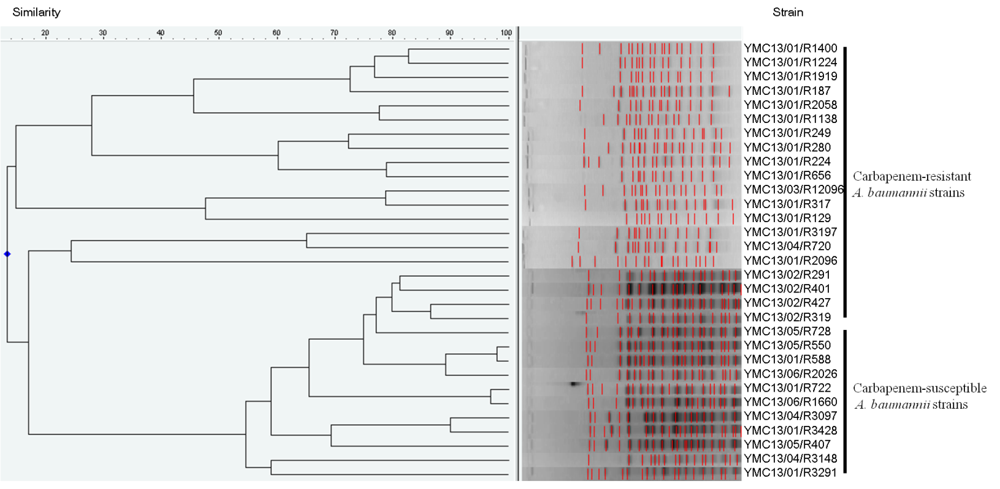 Similarity
Strain
20 30 40 50 60 70 80 90 100
YMC13/01/R1400
YMC13/01/R1224
YMC13/01/R1919
YMC13/01/R187
YMC13/01/R2058
YMC13/01/R1138
YMC13/01/R249
YMC13/01/R280
YMC13/01/R224
YMC13/01/R656
YMC13/03/R12096
YMC13/01/R317
YMC13/01/R129
YMC13/01/R3197
YMC13/04/R720
YMC13/01/R2096
YMC13/02/R291
YMC13/02/R401
YMC13/02/R427
YMC13/02/R319
Carbapenem-resistant
A. baumannii strains
YMC13/05/R728
YMC13/05/R550
YMC13/01/R588
YMC13/06/R2026
YMC13/01/R722
YMC13/06/R1660
YMC13/04/R3097
YMC13/01/R3428
YMC13/05/R407
YMC13/04/R3148
YMC13/01/R3291
Carbapenem-susceptible
A. baumannii strains